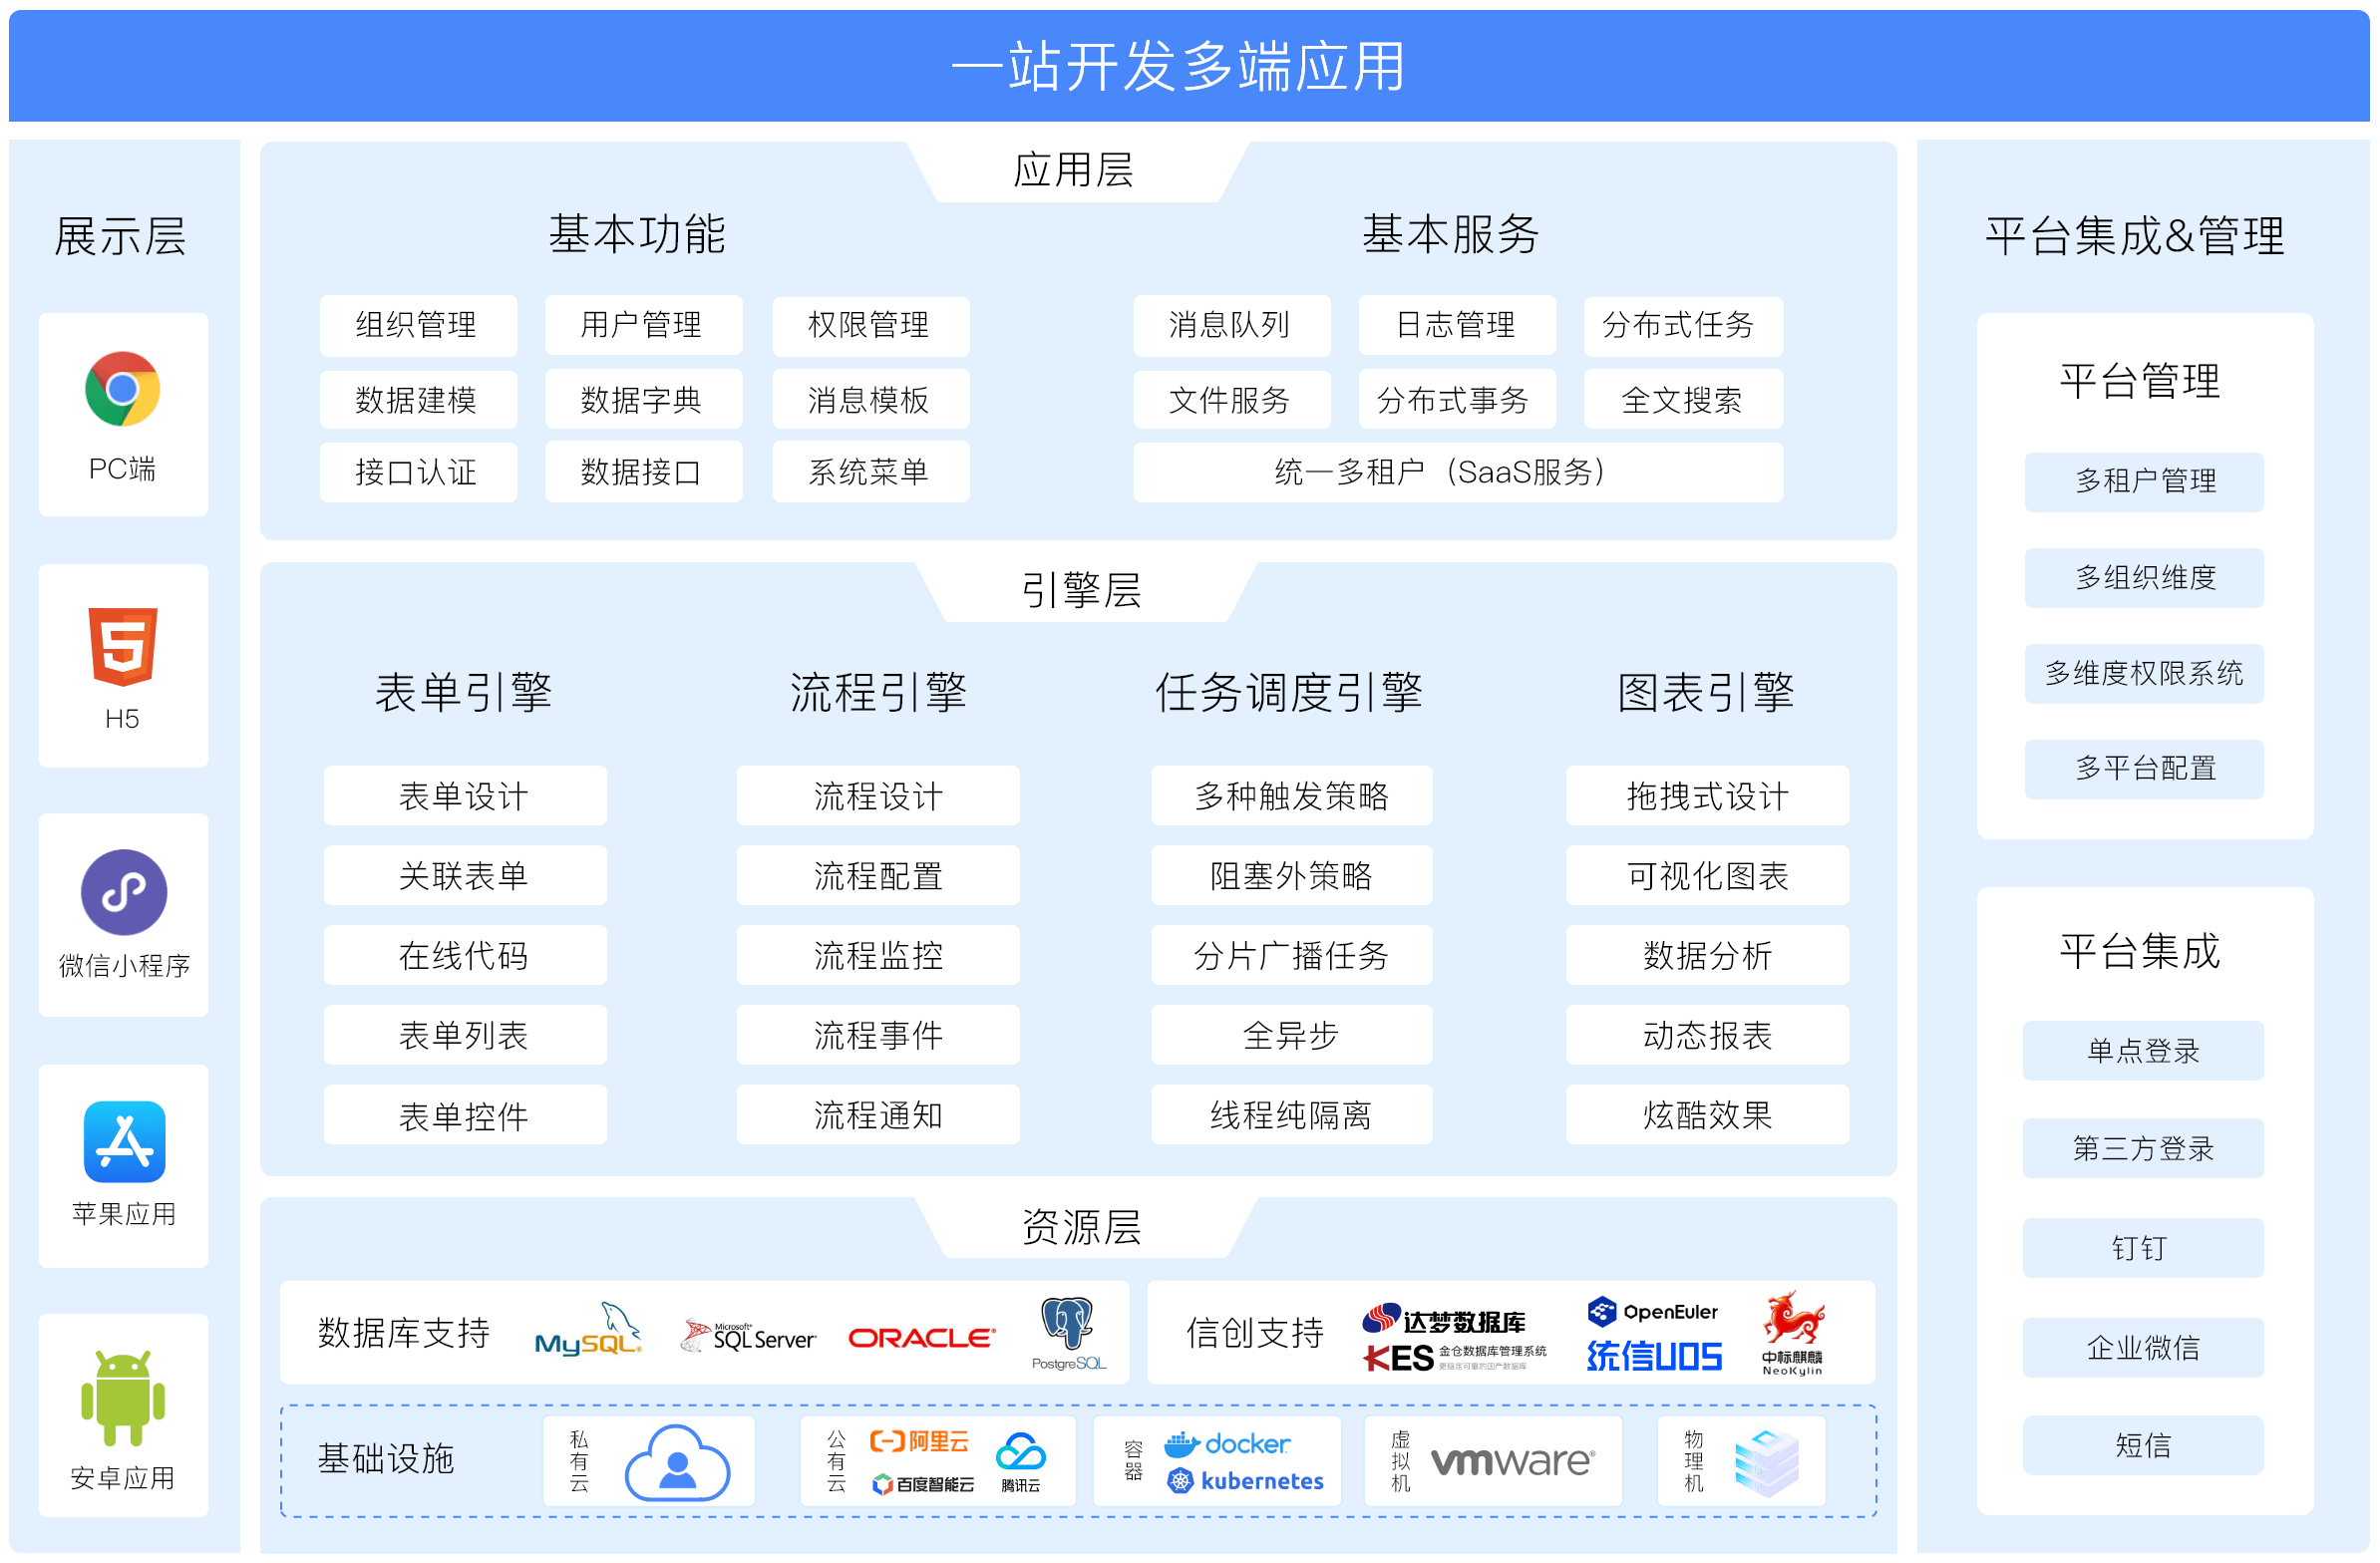 一站开发多端应用
展示层
PC端
H5
微信小程序
苹果应用
安卓应用
应用层
基本功能
组织管理 用户管理 权限管理
数据建模 数据字典 消息模板
接口认证 数据接口 系统菜单
基本服务
消息队列 日志管理 分布式任务
文件服务 分布式事务 全文搜索
统一多租户（SaaS服务）
引擎层
表单引擎
表单设计
关联表单
在线代码
表单列表
表单控件
流程引擎
流程设计
流程配置
流程监控
流程事件
流程通知
任务调度引擎
多种触发策略
阻塞外策略
分片广播任务
全异步
线程纯隔离
图表引擎
拖拽式设计
可视化图表
数据分析
动态报表
炫酷效果
资源层
数据库支持
MySQL
Microsoft
SQL Server
ORACLE
PostgreSQL
信创支持
达梦数据库
KES 金仓数据库管理系统
更稳定可靠的国产数据库
OpenEuler
统信UOS
中标麒麟
NeoKylin
基础设施
私有云
公有云
阿里云
百度智能云
腾讯云
容器
docker
kubernetes
虚拟机
vmware
物理机
平台集成&管理
平台管理
多租户管理
多组织维度
多维度权限系统
多平台配置
平台集成
单点登录
第三方登录
钉钉
企业微信
短信